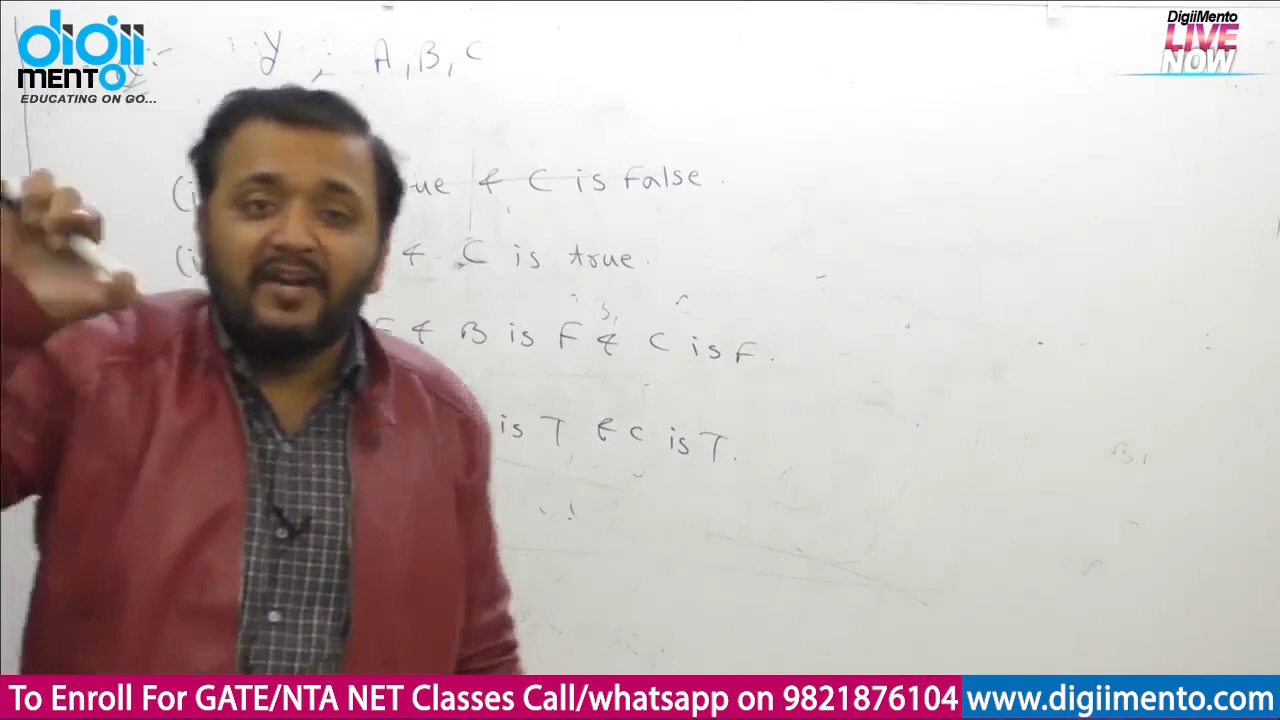 digii MENTO
EDUCATING ON GO...
DigiiMento
LIVE
NOW
y ; A, B, C
(i ue & C is False.
(i & C is true.
F & B is F & C is F.
is T & C is T.
To Enroll For GATE/NTA NET Classes Call/whatsapp on 9821876104 www.digiimento.com